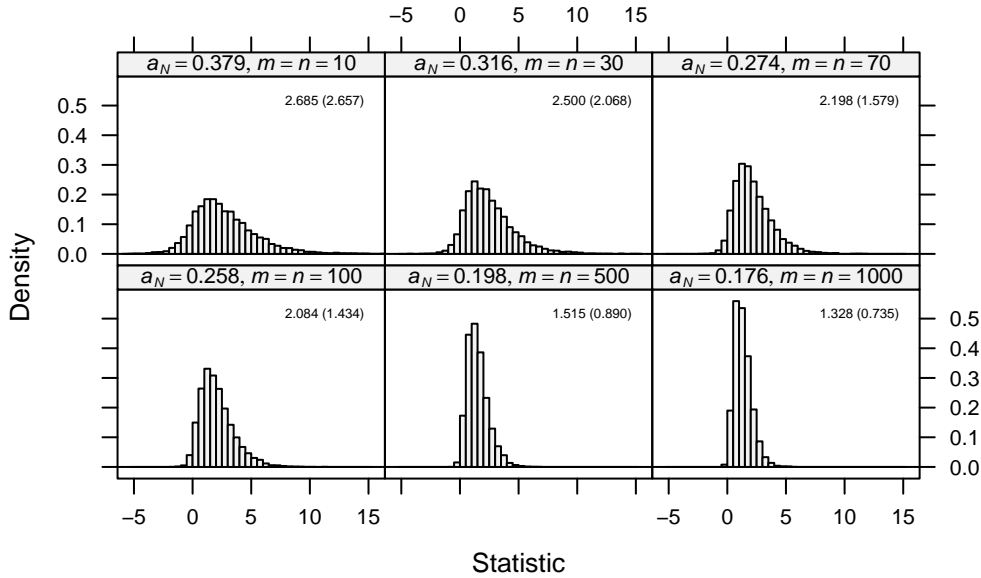 −5 0 5 10 15
a_N = 0.379, m = n = 10
a_N = 0.316, m = n = 30
a_N = 0.274, m = n = 70
2.685 (2.657)
2.500 (2.068)
2.198 (1.579)
0.5
0.4
0.3
0.2
0.1
0.0
Density
a_N = 0.258, m = n = 100
a_N = 0.198, m = n = 500
a_N = 0.176, m = n = 1000
2.084 (1.434)
1.515 (0.890)
1.328 (0.735)
0.5
0.4
0.3
0.2
0.1
0.0
−5 0 5 10 15
−5 0 5 10 15
Statistic